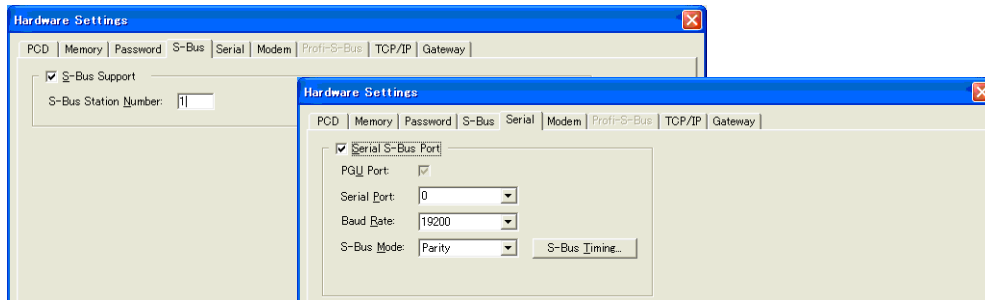 Hardware Settings
PCD Memory Password S-Bus Serial Modem Profi-S-Bus TCP/IP Gateway
S-Bus Support
S-Bus Station Number: 1
Hardware Settings
PCD Memory Password S-Bus Serial Modem Profi-S-Bus TCP/IP Gateway
Serial S-Bus Port
PGU Port:
Serial Port: 0
Baud Rate: 19200
S-Bus Mode: Parity S-Bus Timing...